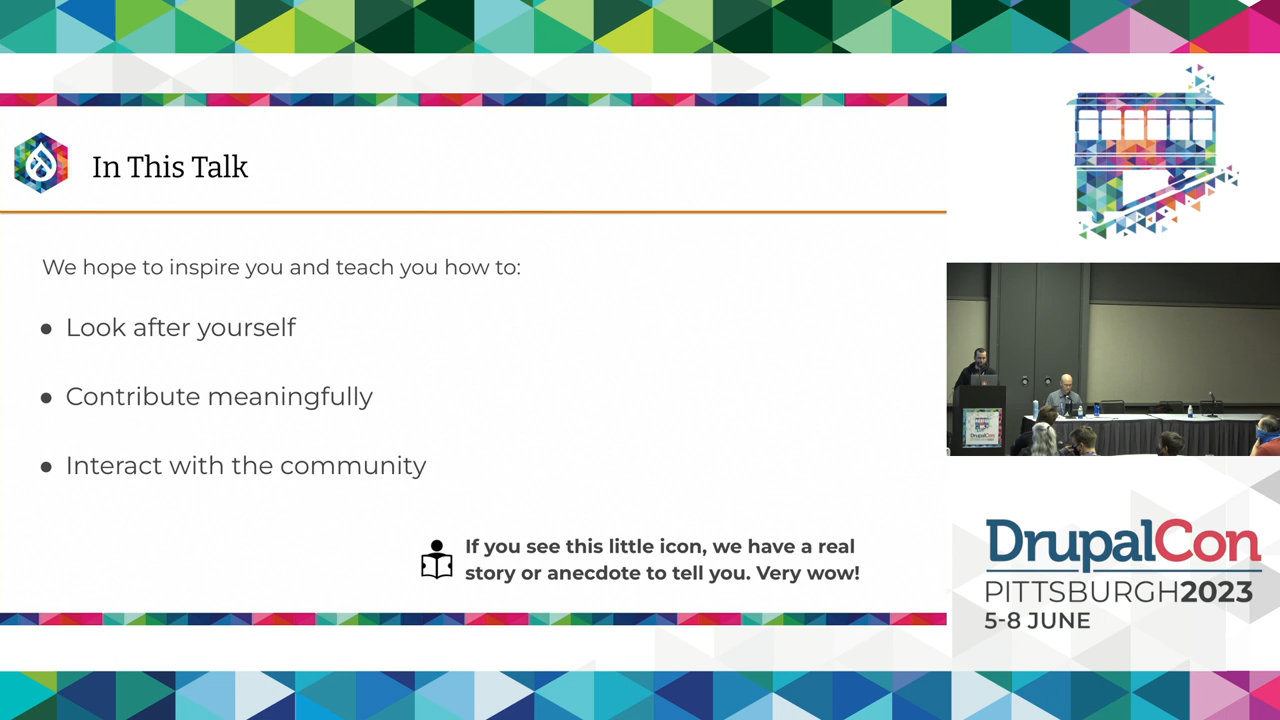 In This Talk
We hope to inspire you and teach you how to:
● Look after yourself
● Contribute meaningfully
● Interact with the community
If you see this little icon, we have a real
story or anecdote to tell you. Very wow!
DrupalCon
DrupalCon
PITTSBURGH2023
5-8 JUNE